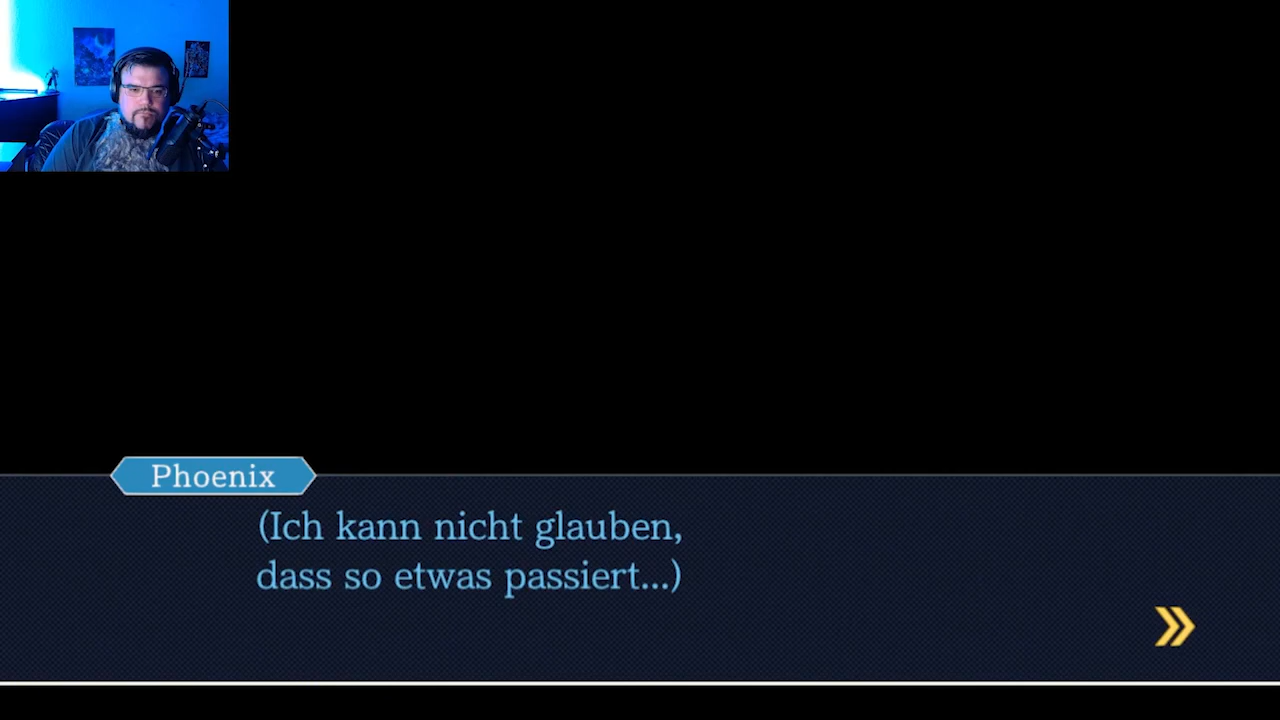 Phoenix
(Ich kann nicht glauben,
dass so etwas passiert...)